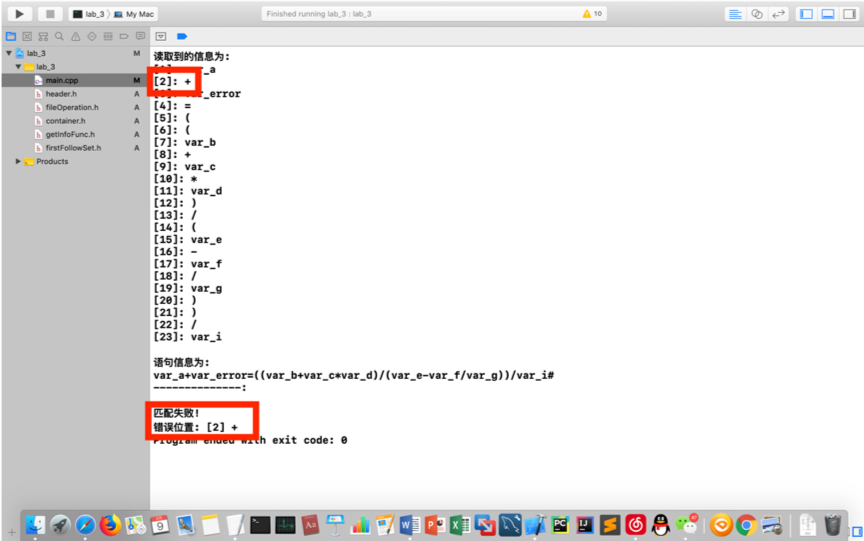 lab_3 My Mac
Finished running lab_3 : lab_3
10
lab_3 M
lab_3
main.cpp M
header.h A
fileOperation.h A
container.h A
getInfoFunc.h A
firstFollowSet.h A
Products
读取到的信息为:
_a
[2]: +
_error
[4]: =
[5]: (
[6]: (
[7]: var_b
[8]: +
[9]: var_c
[10]: *
[11]: var_d
[12]: )
[13]: /
[14]: (
[15]: var_e
[16]: -
[17]: var_f
[18]: /
[19]: var_g
[20]: )
[21]: )
[22]: /
[23]: var_i
语句信息为:
var_a+var_error=((var_b+var_c*var_d)/(var_e-var_f/var_g))/var_i#
--------------:
匹配失败!
错误位置: [2] +
Program ended with exit code: 0